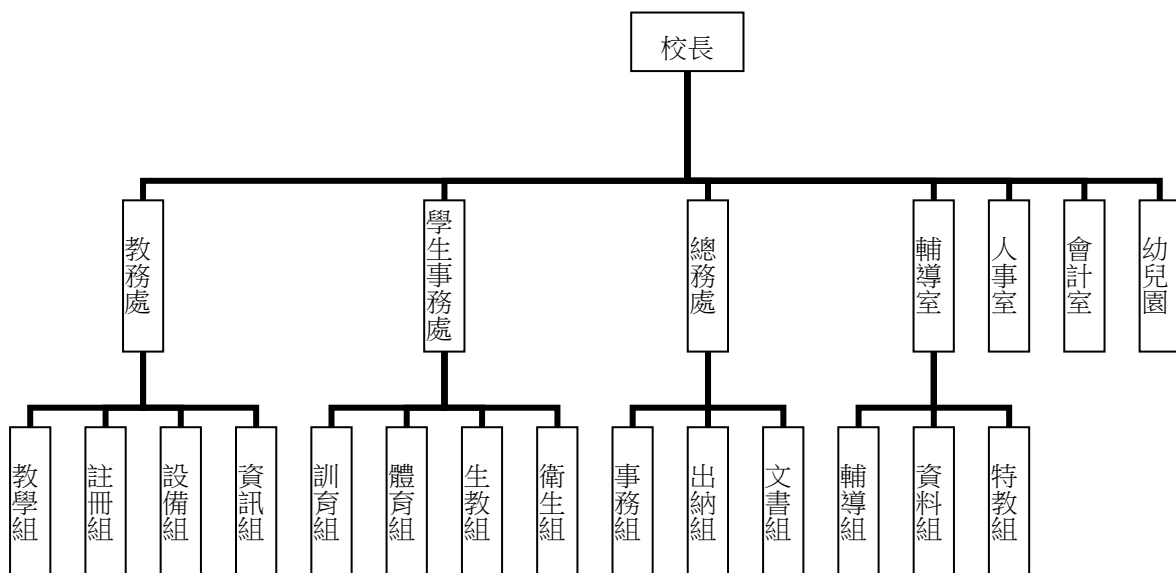 校長
教務處
學生事務處
總務處
輔導室
人事室
會計室
幼兒園
教學組
註冊組
設備組
資訊組
訓育組
體育組
生教組
衛生組
事務組
出納組
文書組
輔導組
資料組
特教組